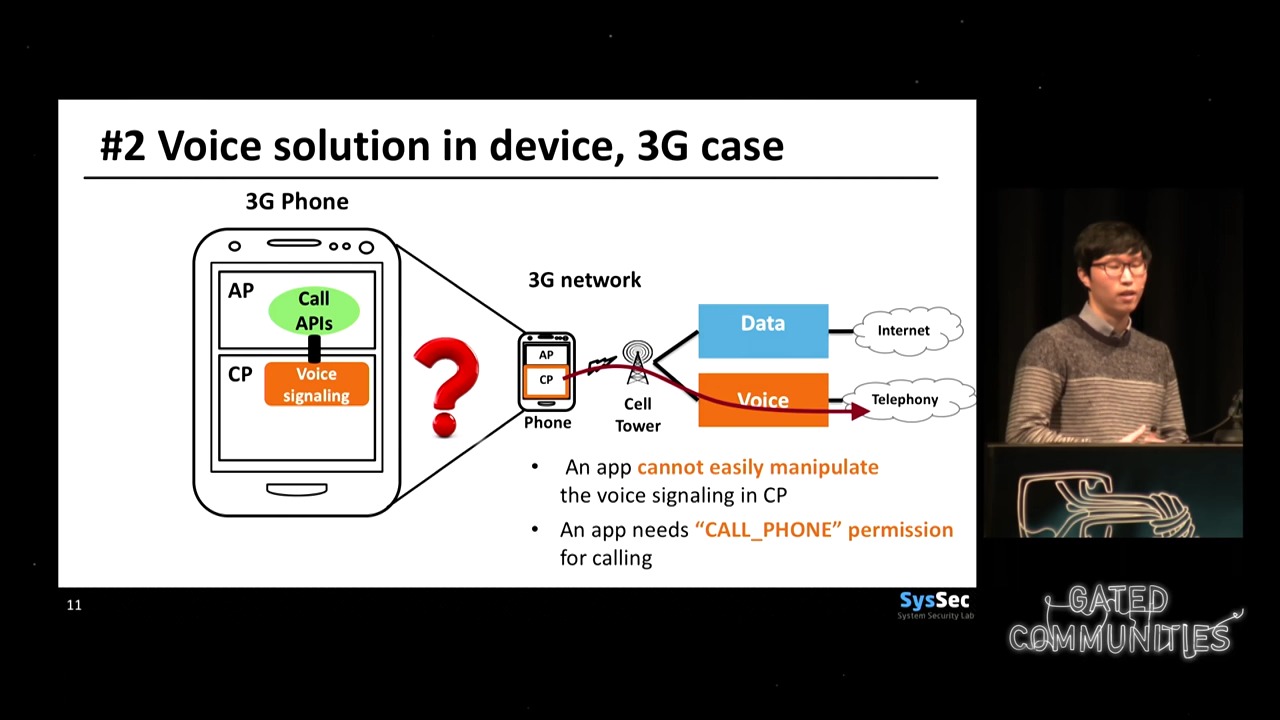 #2 Voice solution in device, 3G case
3G Phone
AP
Call
APIs
CP
Voice
signaling
3G network
AP
CP
Phone
Cell
Tower
Data
Voice
Internet
Telephony
• An app cannot easily manipulate
the voice signaling in CP
• An app needs “CALL_PHONE” permission
for calling
11
SysSec
System Security Lab
GATED
COMMUNITIES